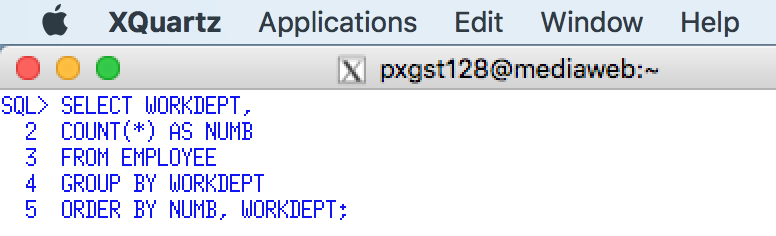 XQuartz Applications Edit Window Help
pxgst128@mediaweb:~
SQL> SELECT WORKDEPT,
2 COUNT(*) AS NUMB
3 FROM EMPLOYEE
4 GROUP BY WORKDEPT
5 ORDER BY NUMB, WORKDEPT;